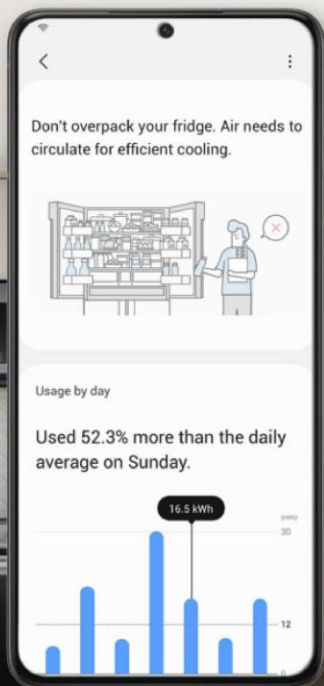 Don't overpack your fridge. Air needs to
circulate for efficient cooling.
Usage by day
Used 52.3% more than the daily
average on Sunday.
16.5 kWh
30
12
0